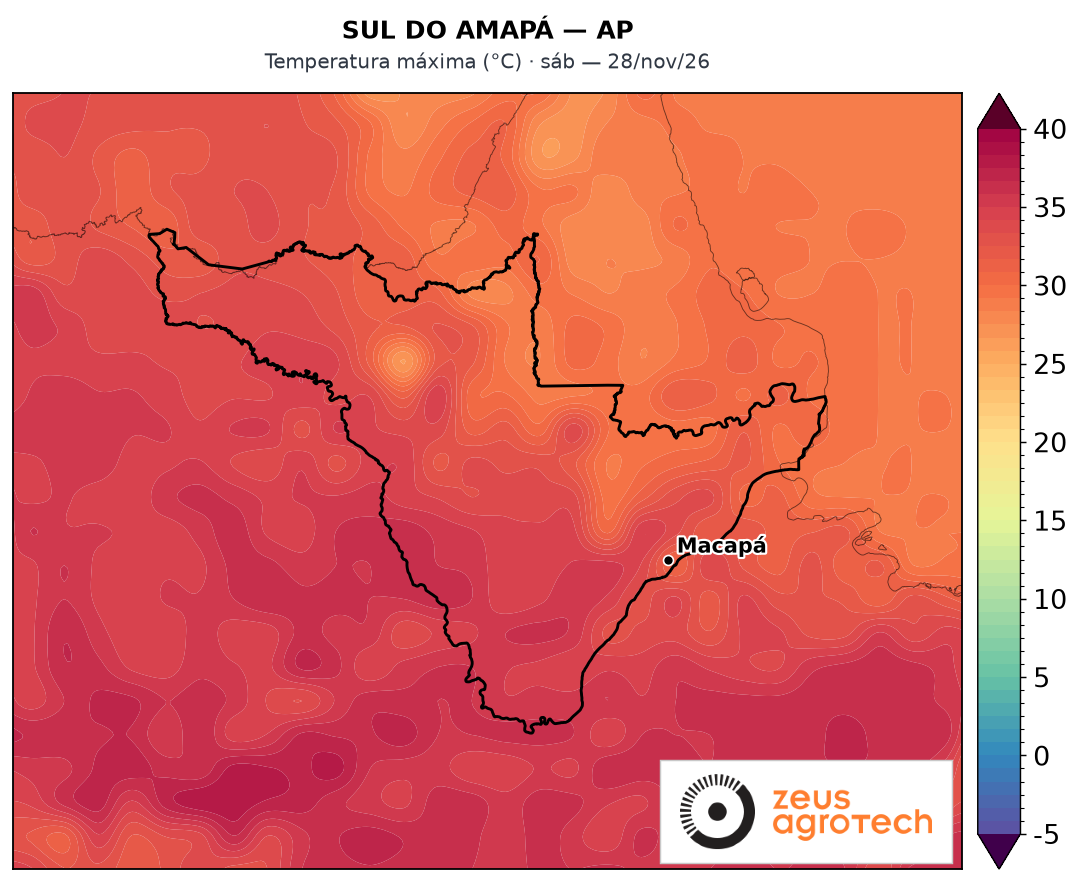 SUL DO AMAPÁ — AP
Temperatura máxima (°C) · sáb — 28/nov/26
40
35
30
25
20
15
10
5
0
-5
Macapá
zeus
agrotech